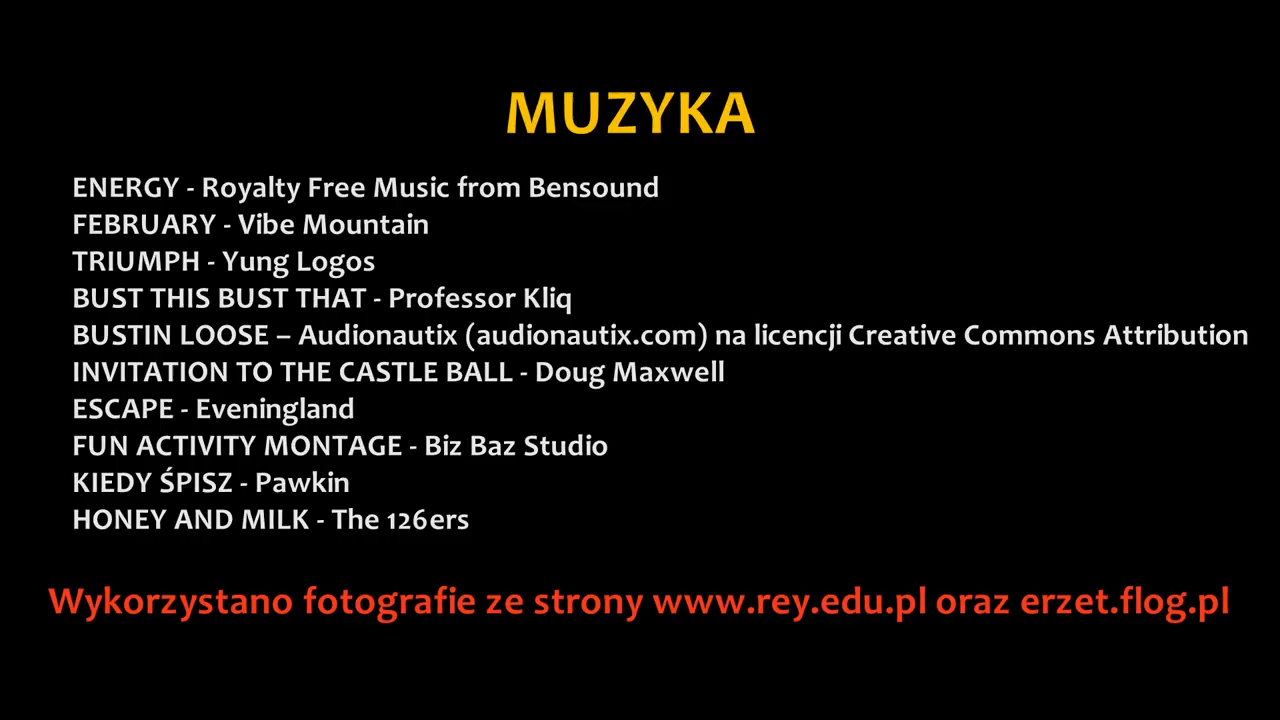 MUZYKA
ENERGY - Royalty Free Music from Bensound
FEBRUARY - Vibe Mountain
TRIUMPH - Yung Logos
BUST THIS BUST THAT - Professor Kliq
BUSTIN LOOSE – Audionautix (audionautix.com) na licencji Creative Commons Attribution
INVITATION TO THE CASTLE BALL - Doug Maxwell
ESCAPE - Eveningland
FUN ACTIVITY MONTAGE - Biz Baz Studio
KIEDY ŚPISZ - Pawkin
HONEY AND MILK - The 126ers
Wykorzystano fotografie ze strony www.rey.edu.pl oraz erzet.flog.pl